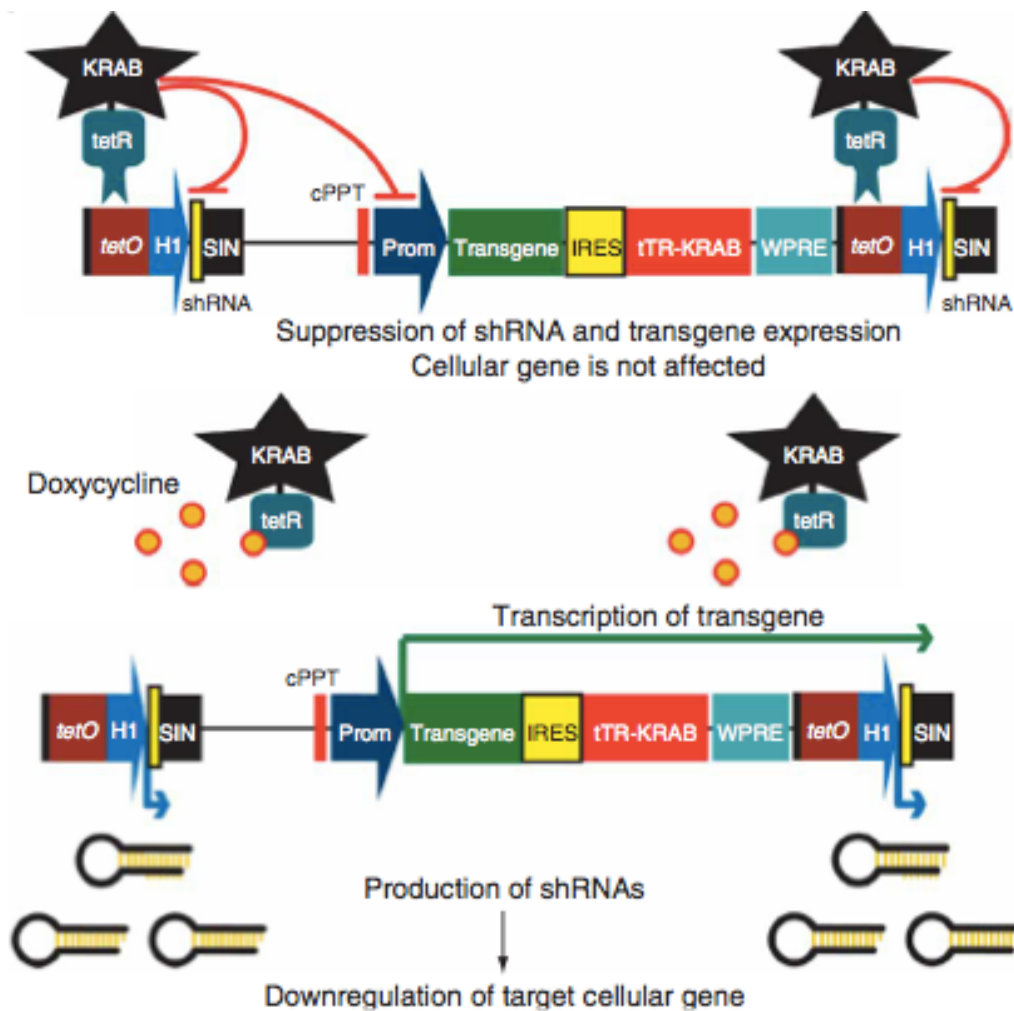 KRAB KRAB
tetR tetR
cPPT
tetO H1 SIN Prom Transgene IRES tTR-KRAB WPRE tetO H1 SIN
shRNA shRNA
Suppression of shRNA and transgene expression
Cellular gene is not affected
KRAB KRAB
Doxycycline
tetR tetR
Transcription of transgene
cPPT
tetO H1 SIN Prom Transgene IRES tTR-KRAB WPRE tetO H1 SIN
Production of shRNAs
Downregulation of target cellular gene